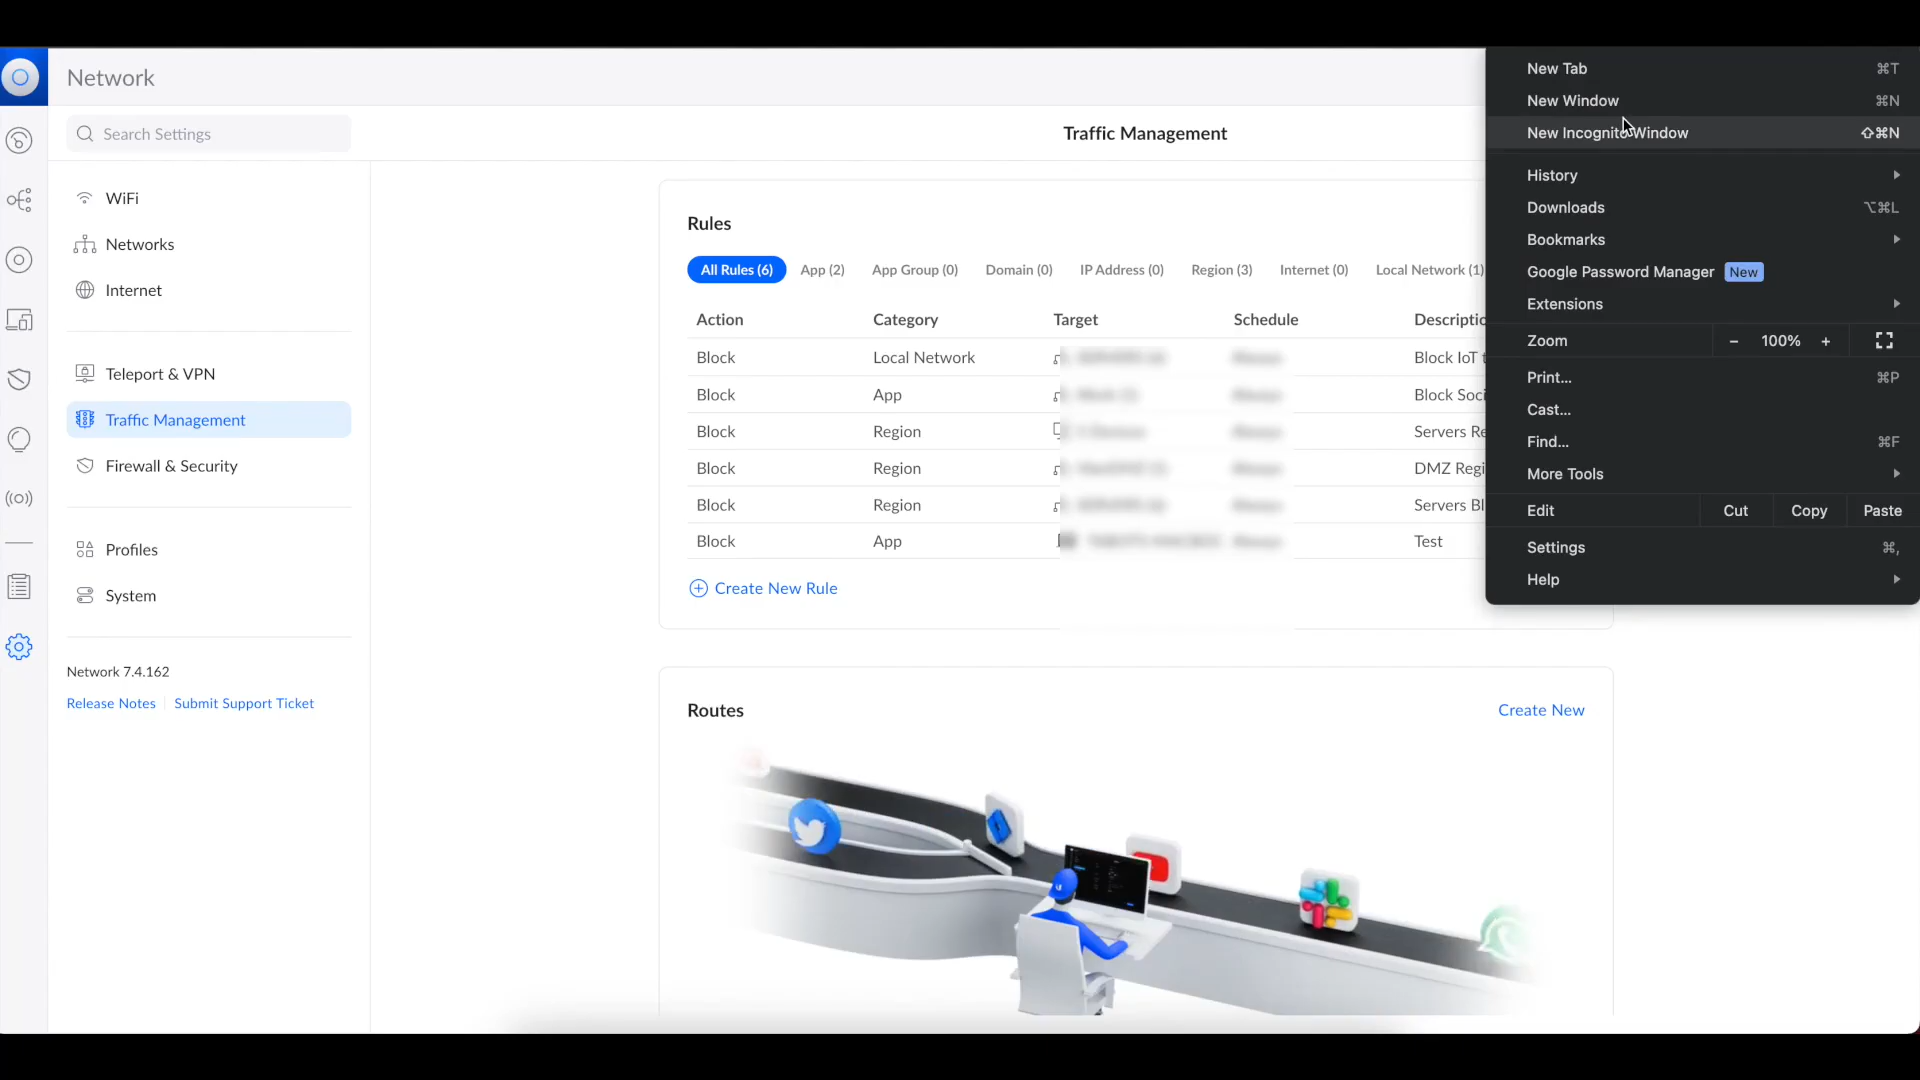 Network
Search Settings
Traffic Management
WiFi
Networks
Internet
Teleport & VPN
Traffic Management
Firewall & Security
Profiles
System
Network 7.4.162
Release Notes Submit Support Ticket
Rules
All Rules (6) App (2) App Group (0) Domain (0) IP Address (0) Region (3) Internet (0) Local Network (1)
Action Category Target Schedule
Block Local Network Block IoT
Block App Block
Block Region Servers
Block Region DMZ
Block Region Servers
Block App Test
Create New Rule
Routes
Create New
New Tab ⌘T
New Window ⌘N
New Incognito Window ⇧⌘N
History
Downloads ⌥⌘L
Bookmarks
Google Password Manager New
Extensions
Zoom − 100% +
Print... ⌘P
Cast...
Find... ⌘F
More Tools
Edit Cut Copy Paste
Settings ⌘,
Help